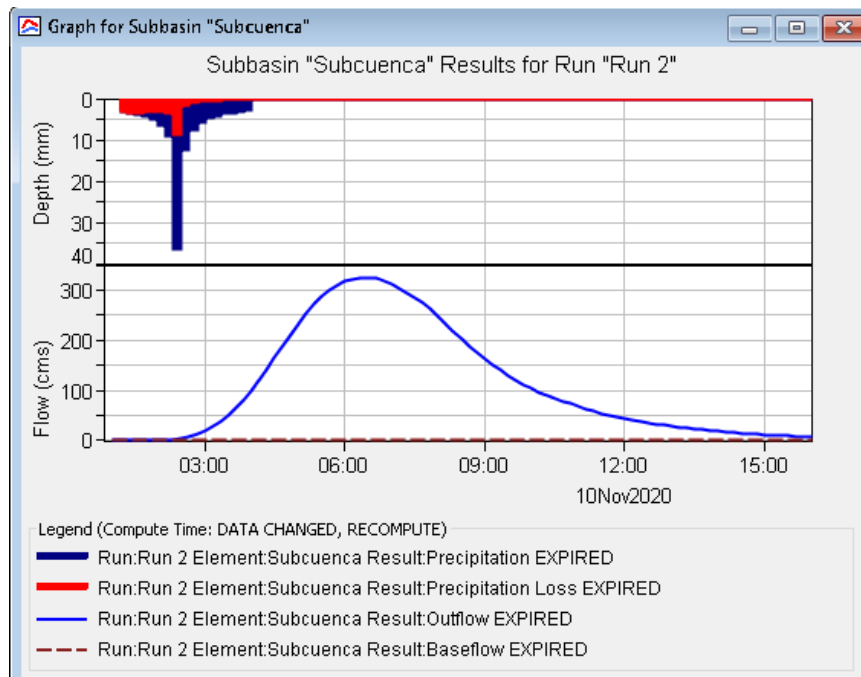 Graph for Subbasin "Subcuenca"
Subbasin "Subcuenca" Results for Run "Run 2"
Depth (mm)
0
10
20
30
40
Flow (cms)
300
200
100
0
03:00 06:00 09:00 12:00 15:00
10Nov2020
Legend (Compute Time: DATA CHANGED, RECOMPUTE)
Run:Run 2 Element:Subcuenca Result:Precipitation EXPIRED
Run:Run 2 Element:Subcuenca Result:Precipitation Loss EXPIRED
Run:Run 2 Element:Subcuenca Result:Outflow EXPIRED
Run:Run 2 Element:Subcuenca Result:Baseflow EXPIRED